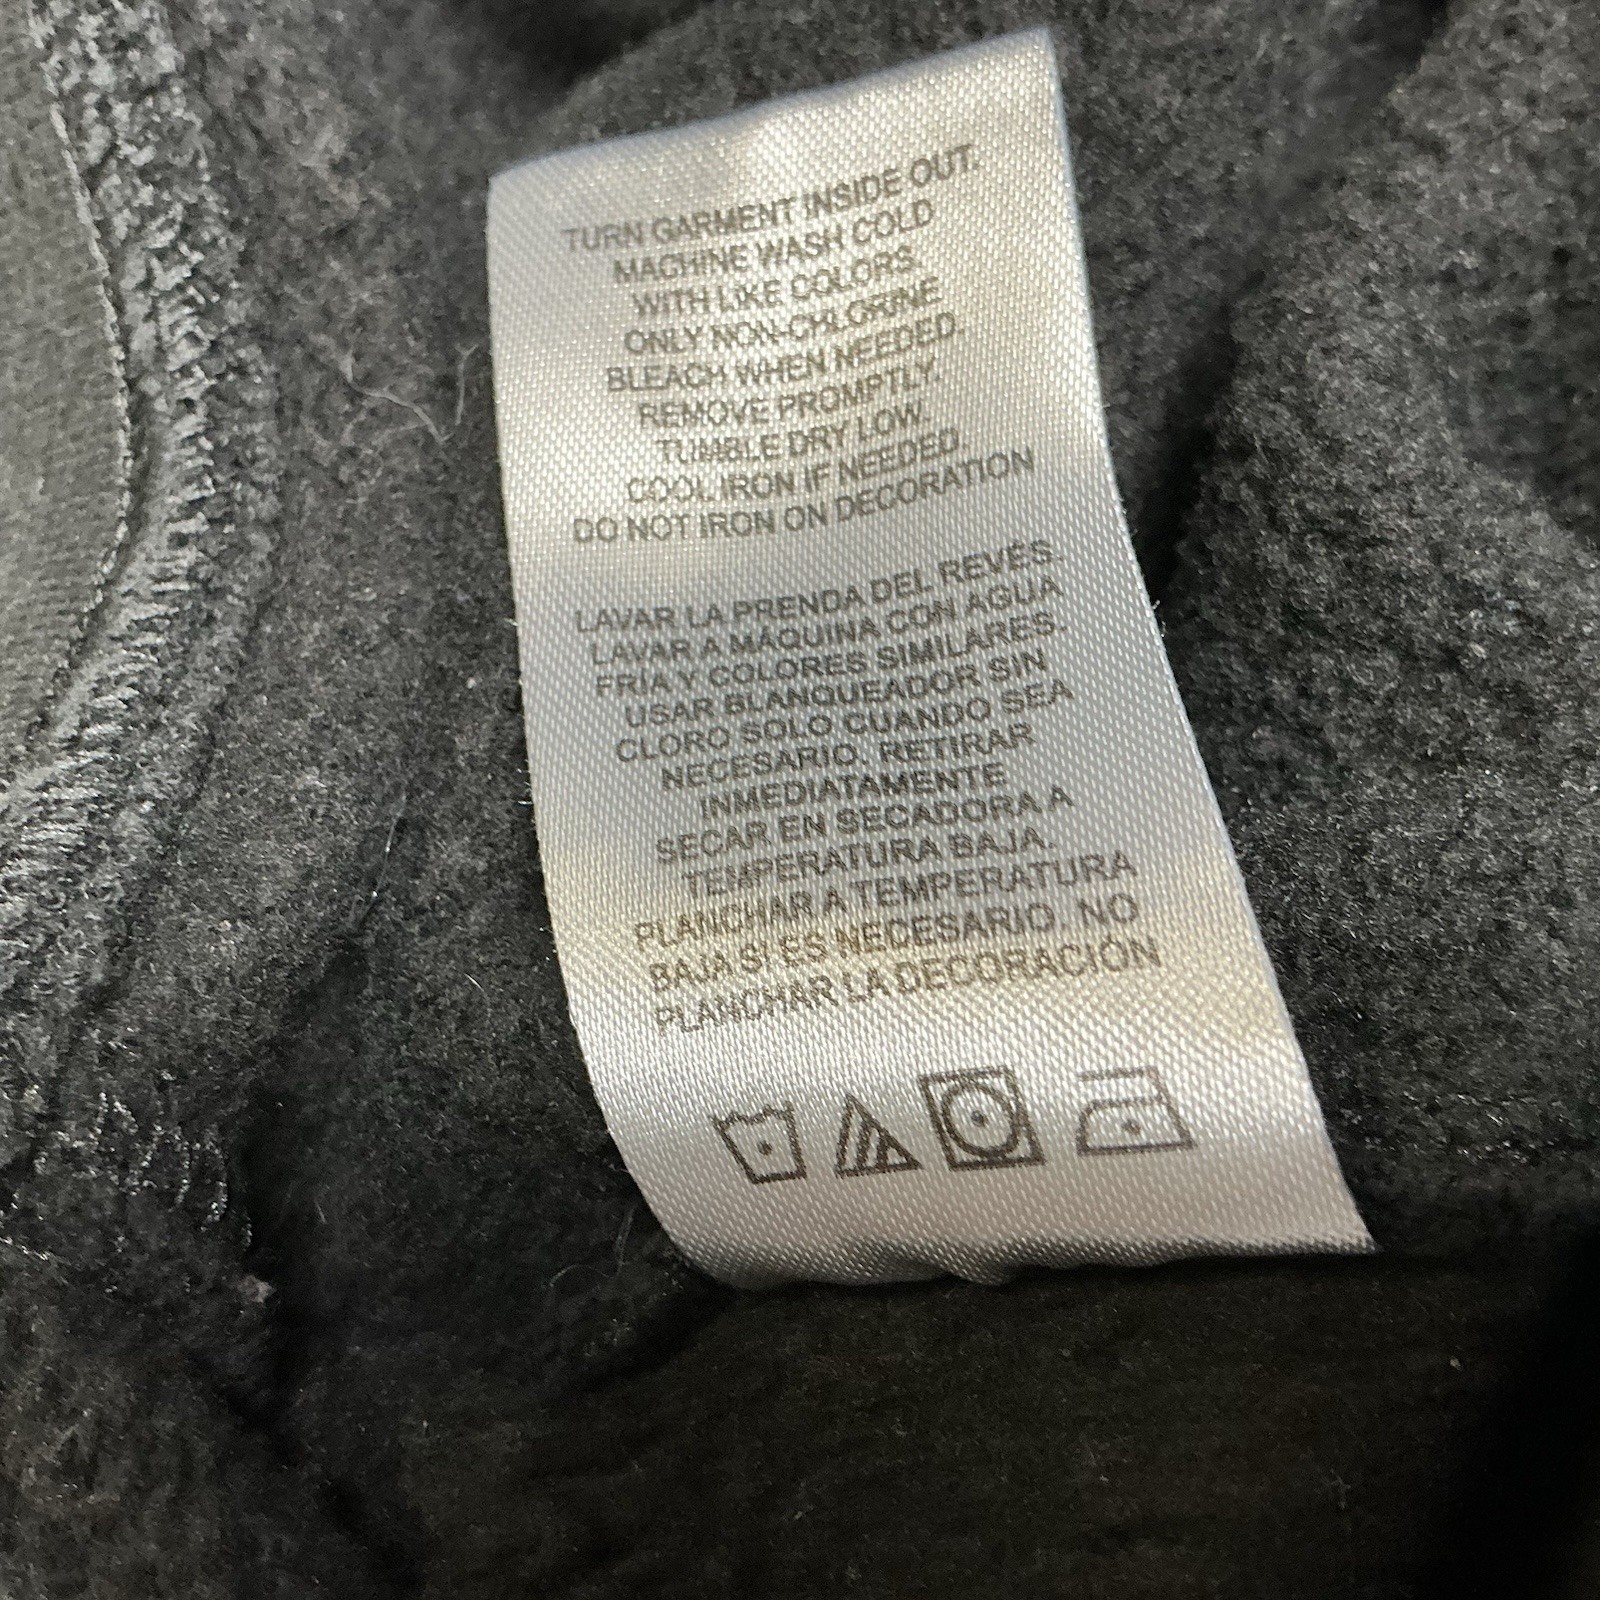 TURN GARMENT INSIDE OUT.
MACHINE WASH COLD
WITH LIKE COLORS.
ONLY NON-CHLORINE
BLEACH WHEN NEEDED.
REMOVE PROMPTLY.
TUMBLE DRY LOW.
COOL IRON IF NEEDED.
DO NOT IRON ON DECORATION
LAVAR LA PRENDA DEL REVÉS.
LAVAR A MÁQUINA CON AGUA
FRÍA Y COLORES SIMILARES.
USAR BLANQUEADOR SIN
CLORO SOLO CUANDO SEA
NECESARIO. RETIRAR
INMEDIATAMENTE
SECAR EN SECADORA A
TEMPERATURA BAJA.
PLANCHAR A TEMPERATURA
BAJA SI ES NECESARIO. NO
PLANCHAR LA DECORACIÓN